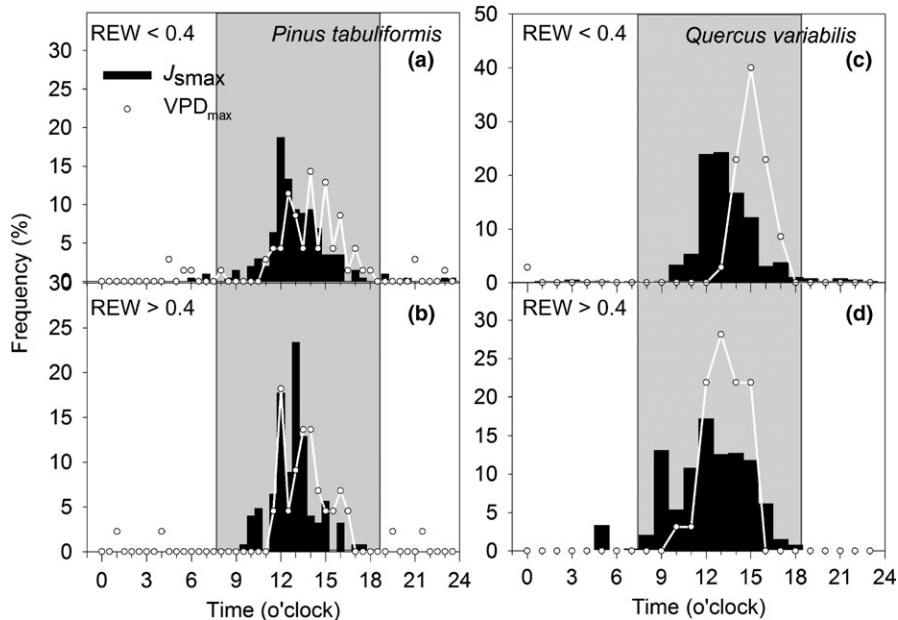 REW < 0.4
Pinus tabuliformis
(a)
Jsmax
VPDmax
30
25
20
15
10
5
0
REW > 0.4
(b)
30
25
20
15
10
5
0
0 3 6 9 12 15 18 21 24
Time (o'clock)
Frequency (%)
REW < 0.4
Quercus variabilis
(c)
50
40
30
20
10
0
REW > 0.4
(d)
30
25
20
15
10
5
0
0 3 6 9 12 15 18 21 24
Time (o'clock)